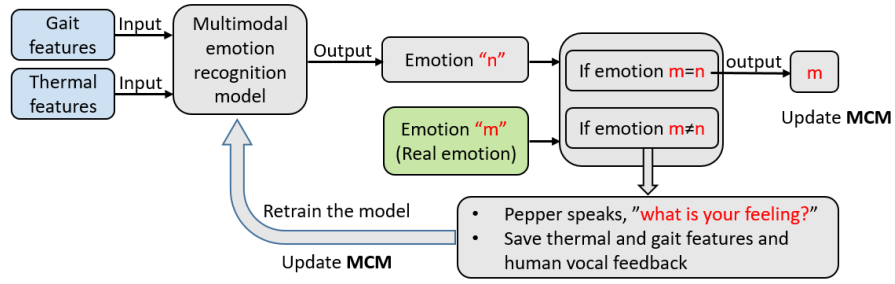 Gait
features
Input
Thermal
features
Input
Multimodal
emotion
recognition
model
Output
Emotion “n”
Emotion “m”
(Real emotion)
If emotion m=n
If emotion m≠n
output
m
Update MCM
• Pepper speaks, ”what is your feeling?”
• Save thermal and gait features and
human vocal feedback
Retrain the model
Update MCM